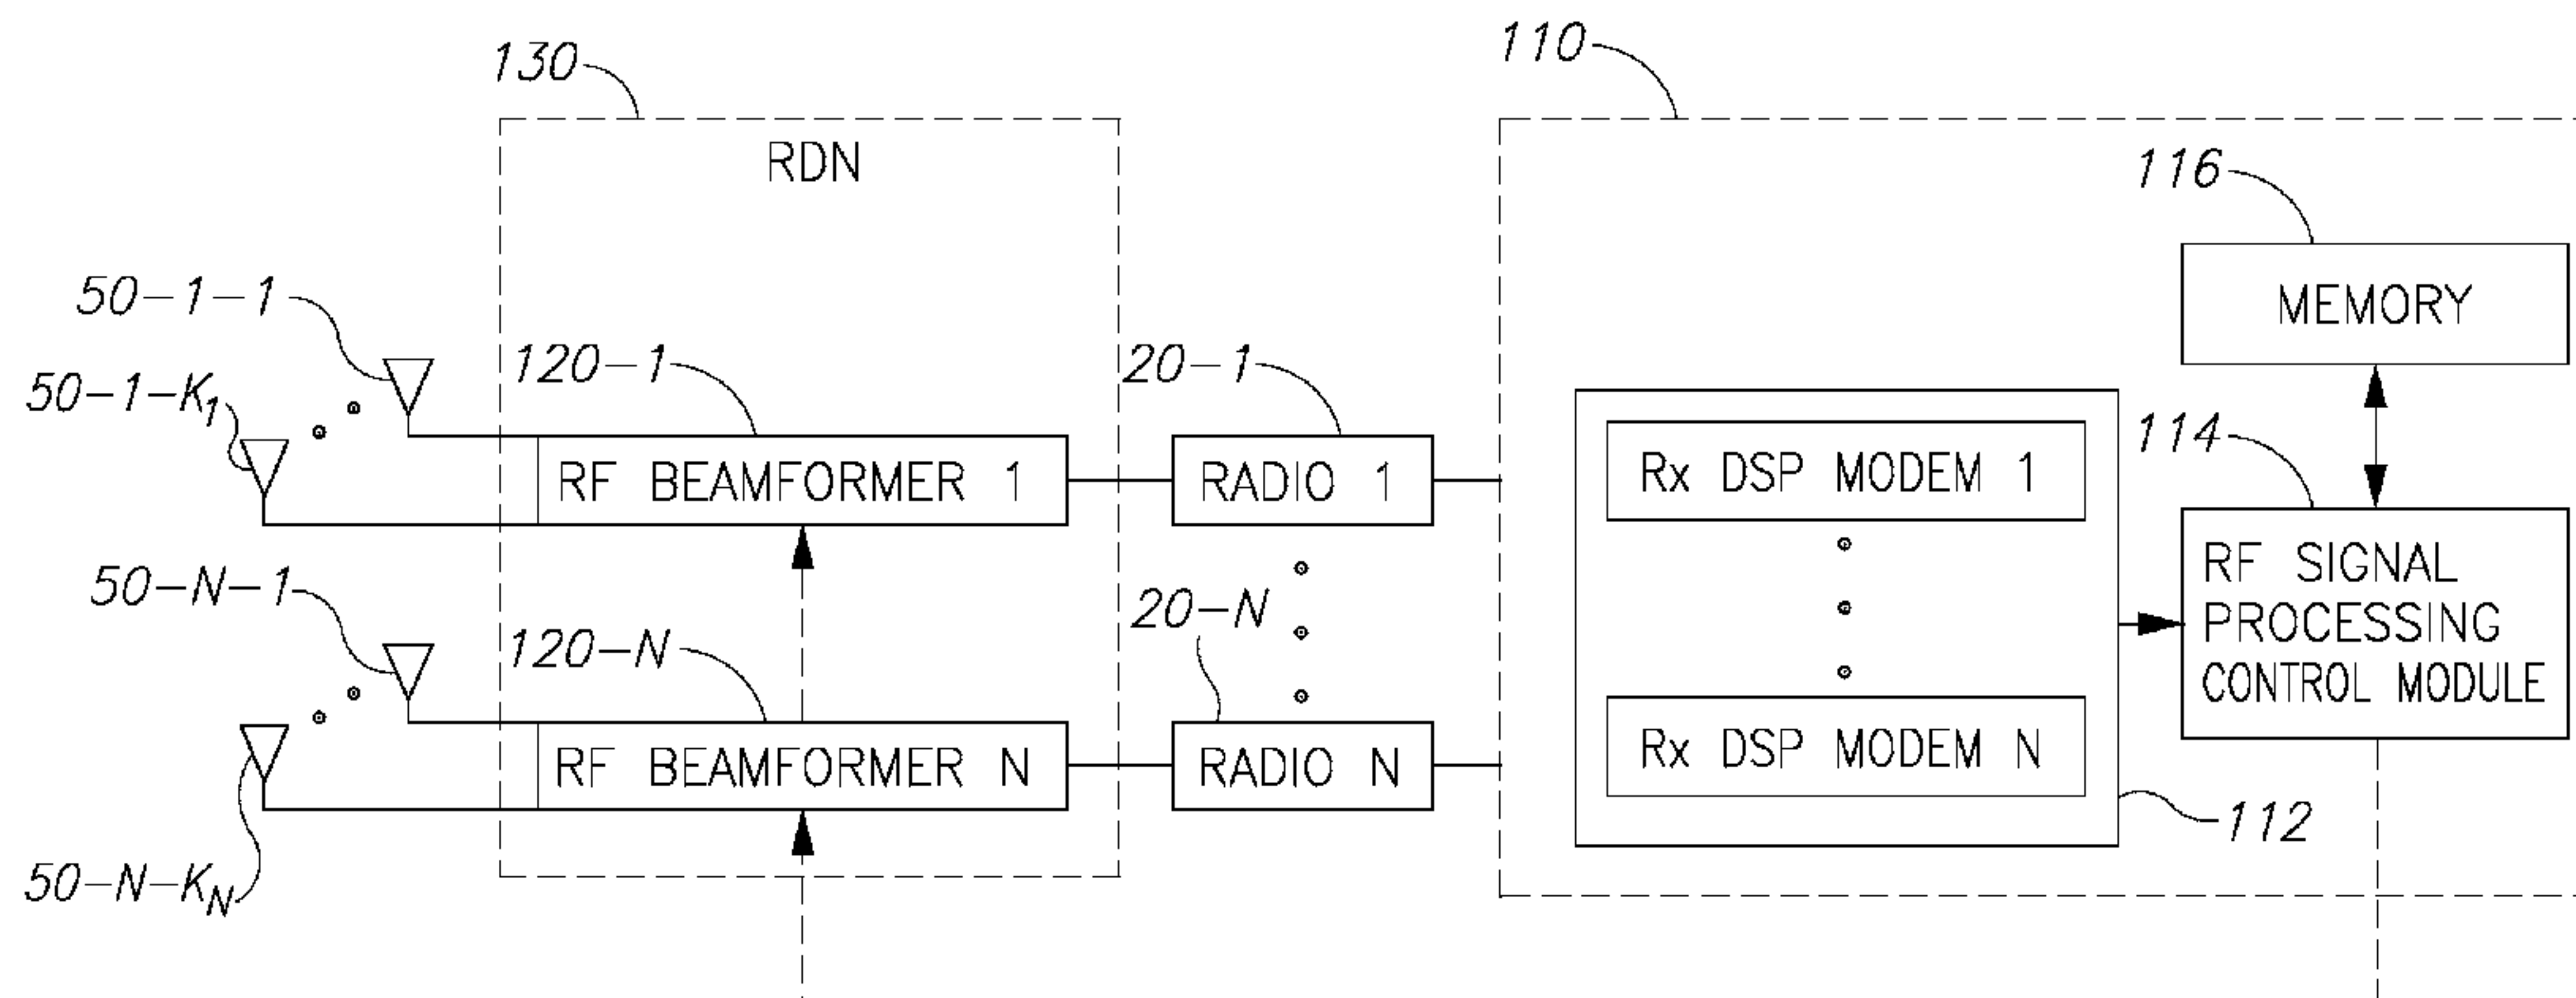 130
110
RDN
116
50-1-1
MEMORY
50-1-K1
120-1
20-1
114
RF BEAMFORMER 1
RADIO 1
Rx DSP MODEM 1
RF SIGNAL
PROCESSING
CONTROL MODULE
50-N-1
120-N
20-N
RF BEAMFORMER N
RADIO N
Rx DSP MODEM N
112
50-N-KN